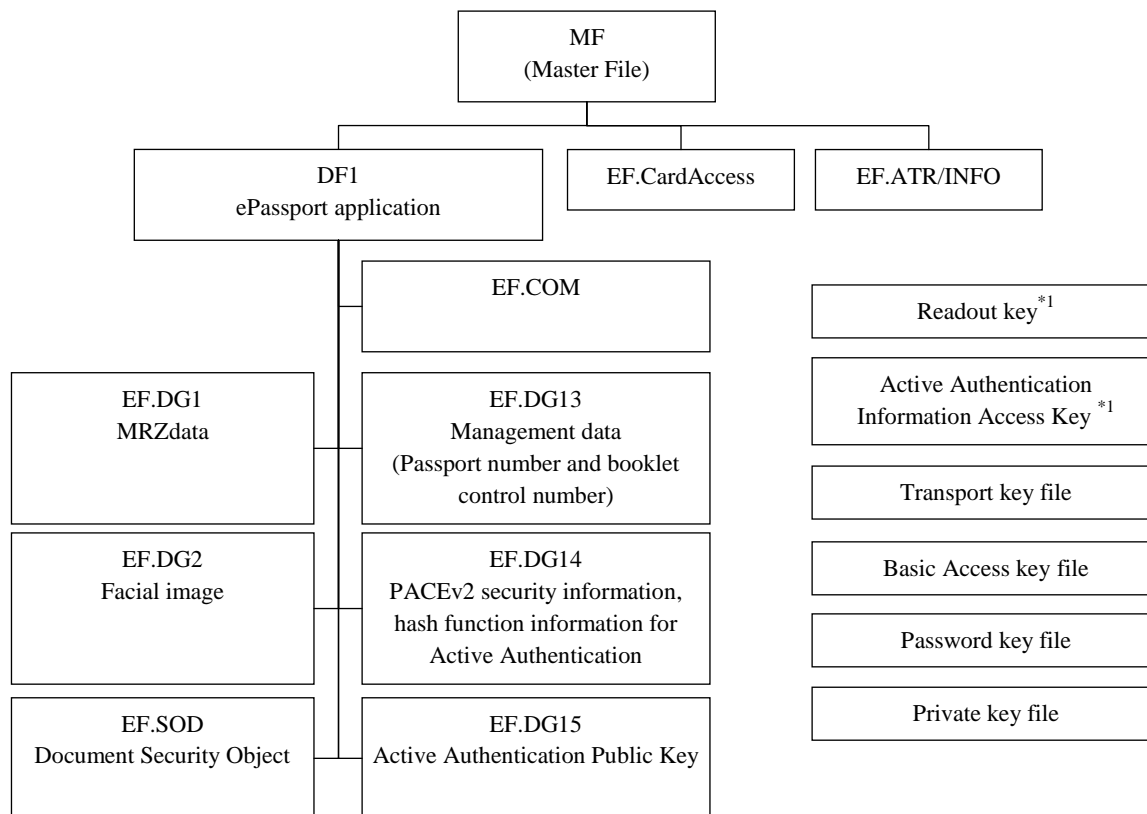 MF
(Master File)
DF1
ePassport application
EF.CardAccess
EF.ATR/INFO
EF.COM
EF.DG1
MRZdata
EF.DG13
Management data
(Passport number and booklet
control number)
EF.DG2
Facial image
EF.DG14
PACEv2 security information,
hash function information for
Active Authentication
EF.SOD
Document Security Object
EF.DG15
Active Authentication Public Key
Readout key*1
Active Authentication
Information Access Key *1
Transport key file
Basic Access key file
Password key file
Private key file